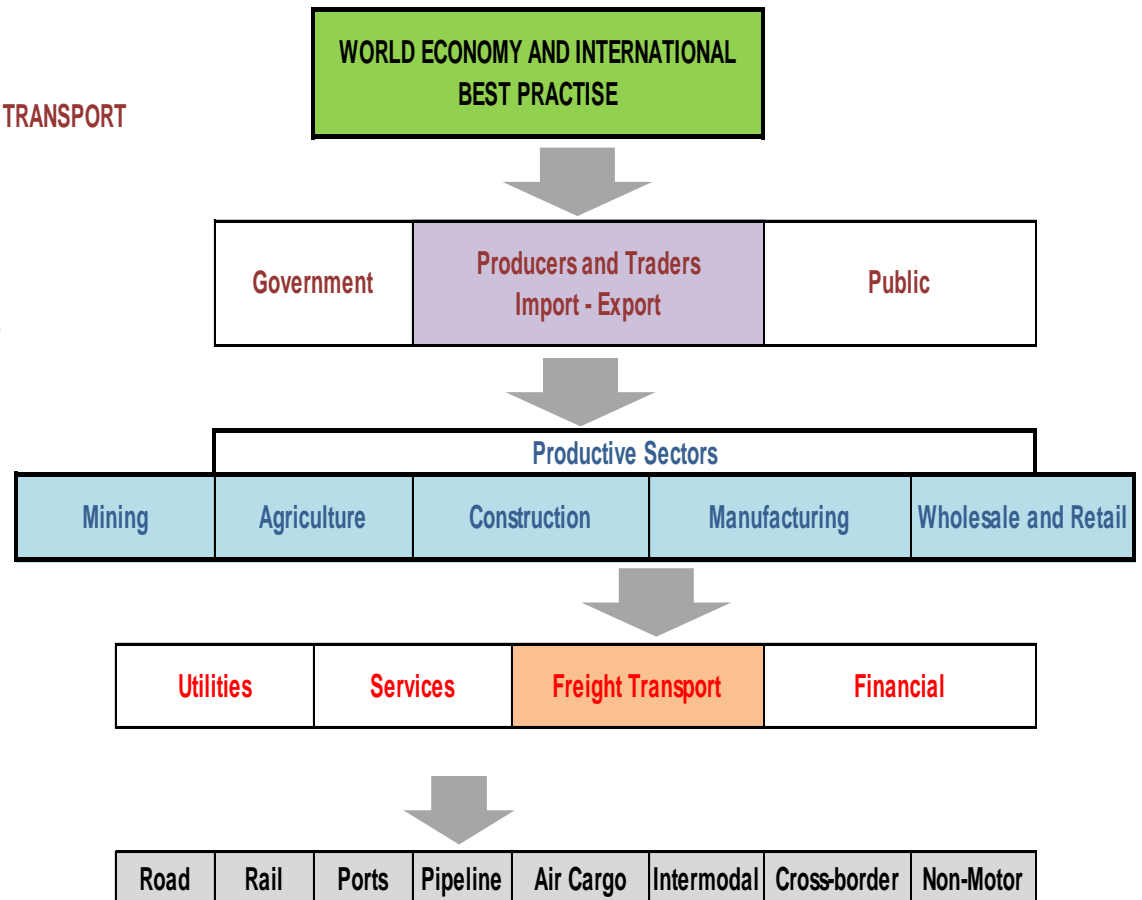 WORLD ECONOMY AND INTERNATIONAL
BEST PRACTISE
TRANSPORT
Government
Producers and Traders
Import - Export
Public
Productive Sectors
Mining
Agriculture
Construction
Manufacturing
Wholesale and Retail
Utilities
Services
Freight Transport
Financial
Road
Rail
Ports
Pipeline
Air Cargo
Intermodal
Cross-border
Non-Motor